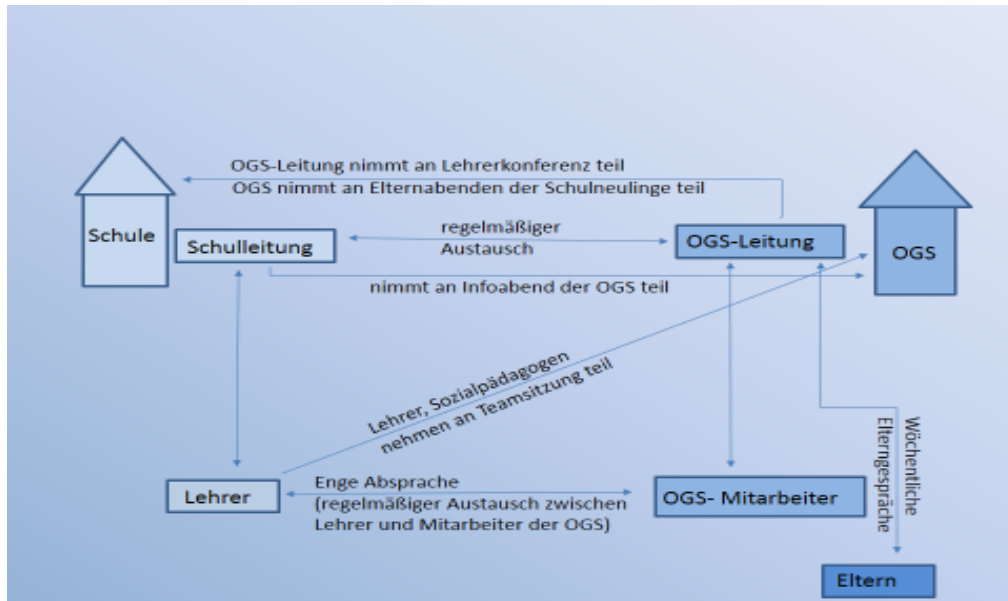 OGS-Leitung nimmt an Lehrerkonferenz teil
OGS nimmt an Elternabenden der Schulneulinge teil
Schule
Schulleitung
regelmäßiger
Austausch
OGS-Leitung
OGS
nimmt an Infoabend der OGS teil
Lehrer, Sozialpädagogen
nehmen an Teamsitzung teil
Wöchentliche
Elterngespräche
Lehrer
Enge Absprache
(regelmäßiger Austausch zwischen
Lehrer und Mitarbeiter der OGS)
OGS- Mitarbeiter
Eltern